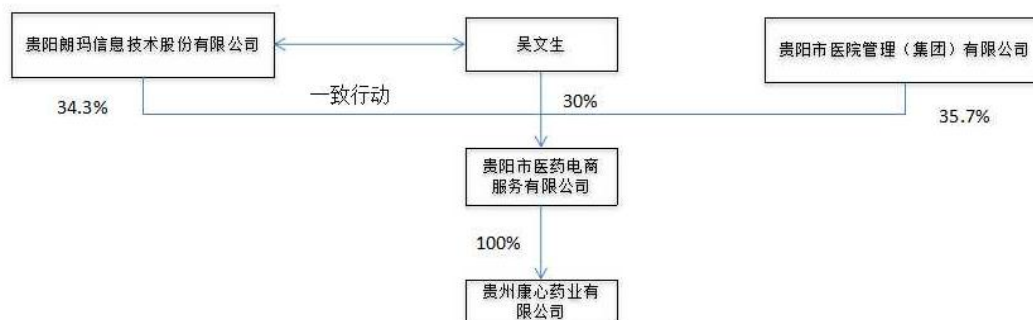 贵阳朗玛信息技术股份有限公司
吴文生
贵阳市医院管理（集团）有限公司
一致行动
34.3%
30%
35.7%
贵阳市医药电商
服务有限公司
100%
贵州康心药业有
限公司